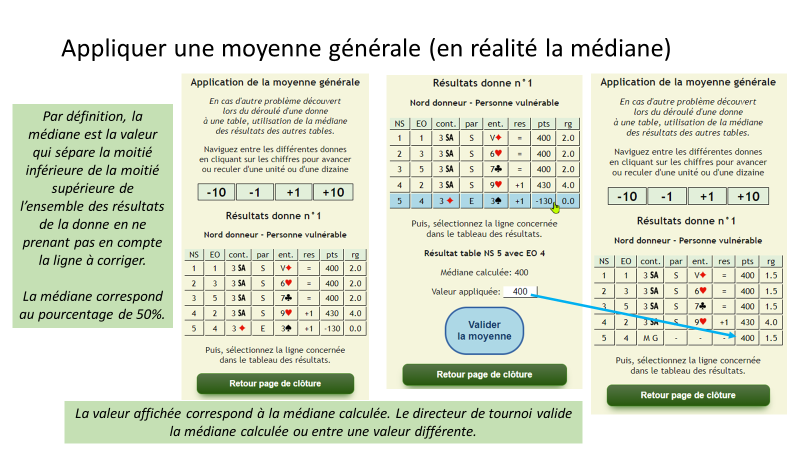 Appliquer une moyenne générale (en réalité la médiane)
Par définition, la
médiane est la valeur
qui sépare la moitié
inférieure de la moitié
supérieure de
l'ensemble des résultats
de la donne en ne
prenant pas en compte
la ligne à corriger.
La médiane correspond
au pourcentage de 50%.
Application de la moyenne générale
En cas d'autre problème découvert
lors du déroulé d'une donne
à une table, utilisation de la médiane
des résultats des autres tables.
Naviguez entre les différentes donnes
en cliquant sur les chiffres pour avancer
ou reculer d'une unité ou d'une dizaine
-10 -1 +1 +10
Résultats donne n°1
Nord donneur - Personne vulnérable
NS EO cont. par ent. res pts rg
1 1 3 SA S V♦ = 400 2.0
2 3 3 SA S 6♥ = 400 2.0
3 5 3 SA S 7♣ = 400 2.0
4 2 3 SA S 9♥ +1 430 4.0
5 4 3 ♦ E 3♠ +1 -130 0.0
Puis, sélectionnez la ligne concernée
dans le tableau des résultats.
Retour page de clôture
Résultats donne n°1
Nord donneur - Personne vulnérable
NS EO cont. par ent. res pts rg
1 1 3 SA S V♦ = 400 2.0
2 3 3 SA S 6♥ = 400 2.0
3 5 3 SA S 7♣ = 400 2.0
4 2 3 SA S 9♥ +1 430 4.0
5 4 3 ♦ E 3♠ +1 -130 0.0
Puis, sélectionnez la ligne concernée
dans le tableau des résultats.
Résultat table NS 5 avec EO 4
Médiane calculée: 400
Valeur appliquée: 400
Valider
la moyenne
Retour page de clôture
Application de la moyenne générale
En cas d'autre problème découvert
lors du déroulé d'une donne
à une table, utilisation de la médiane
des résultats des autres tables.
Naviguez entre les différentes donnes
en cliquant sur les chiffres pour avancer
ou reculer d'une unité ou d'une dizaine
-10 -1 +1 +10
Résultats donne n°1
Nord donneur - Personne vulnérable
NS EO cont. par ent. res pts rg
1 1 3 SA S V♦ = 400 1.5
2 3 3 SA S 6♥ = 400 1.5
3 5 3 SA S 7♣ = 400 1.5
4 2 3 SA S 9♥ +1 430 4.0
5 4 M G - - - 400 1.5
Puis, sélectionnez la ligne concernée
dans le tableau des résultats.
Retour page de clôture
La valeur affichée correspond à la médiane calculée. Le directeur de tournoi valide
la médiane calculée ou entre une valeur différente.